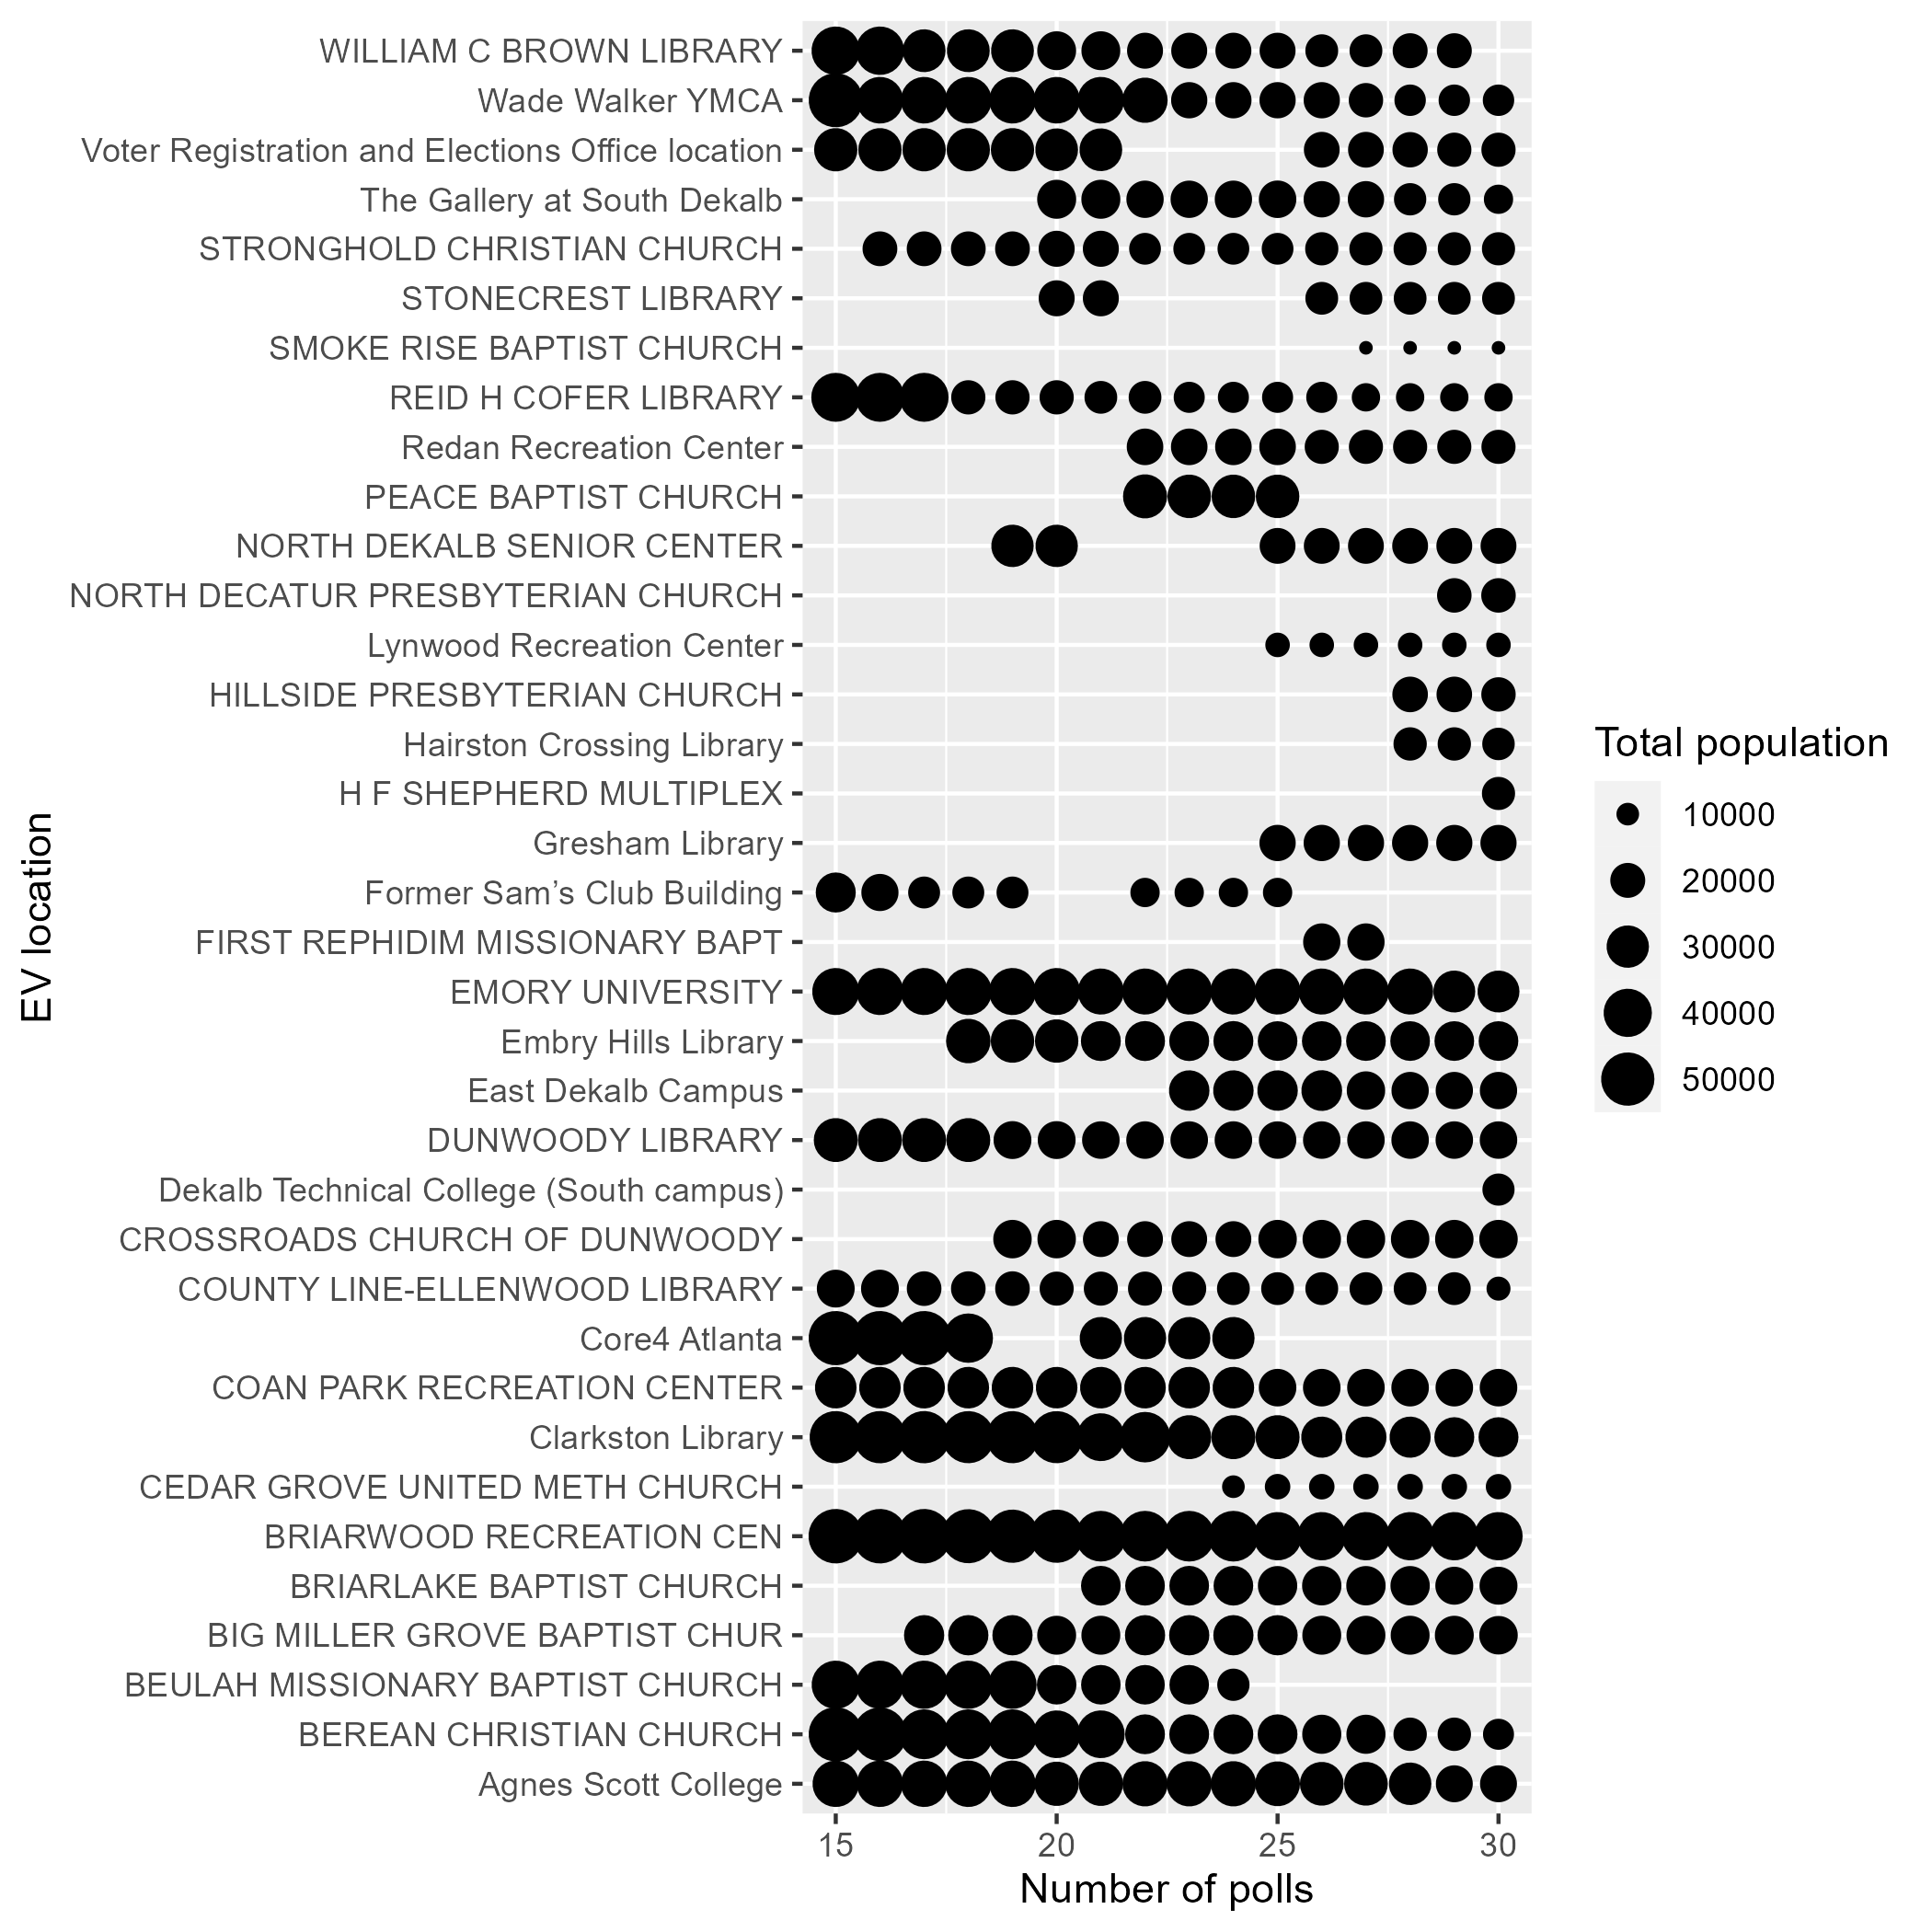 WILLIAM C BROWN LIBRARY
Wade Walker YMCA
Voter Registration and Elections Office location
The Gallery at South Dekalb
STRONGHOLD CHRISTIAN CHURCH
STONECREST LIBRARY
SMOKE RISE BAPTIST CHURCH
REID H COFER LIBRARY
Redan Recreation Center
PEACE BAPTIST CHURCH
NORTH DEKALB SENIOR CENTER
NORTH DECATUR PRESBYTERIAN CHURCH
Lynwood Recreation Center
HILLSIDE PRESBYTERIAN CHURCH
Hairston Crossing Library
H F SHEPHERD MULTIPLEX
Gresham Library
Former Sam’s Club Building
FIRST REPHIDIM MISSIONARY BAPT
EMORY UNIVERSITY
Embry Hills Library
East Dekalb Campus
DUNWOODY LIBRARY
Dekalb Technical College (South campus)
CROSSROADS CHURCH OF DUNWOODY
COUNTY LINE-ELLENWOOD LIBRARY
Core4 Atlanta
COAN PARK RECREATION CENTER
Clarkston Library
CEDAR GROVE UNITED METH CHURCH
BRIARWOOD RECREATION CEN
BRIARLAKE BAPTIST CHURCH
BIG MILLER GROVE BAPTIST CHUR
BEULAH MISSIONARY BAPTIST CHURCH
BEREAN CHRISTIAN CHURCH
Agnes Scott College
EV location
15 20 25 30
Number of polls
Total population
10000
20000
30000
40000
50000